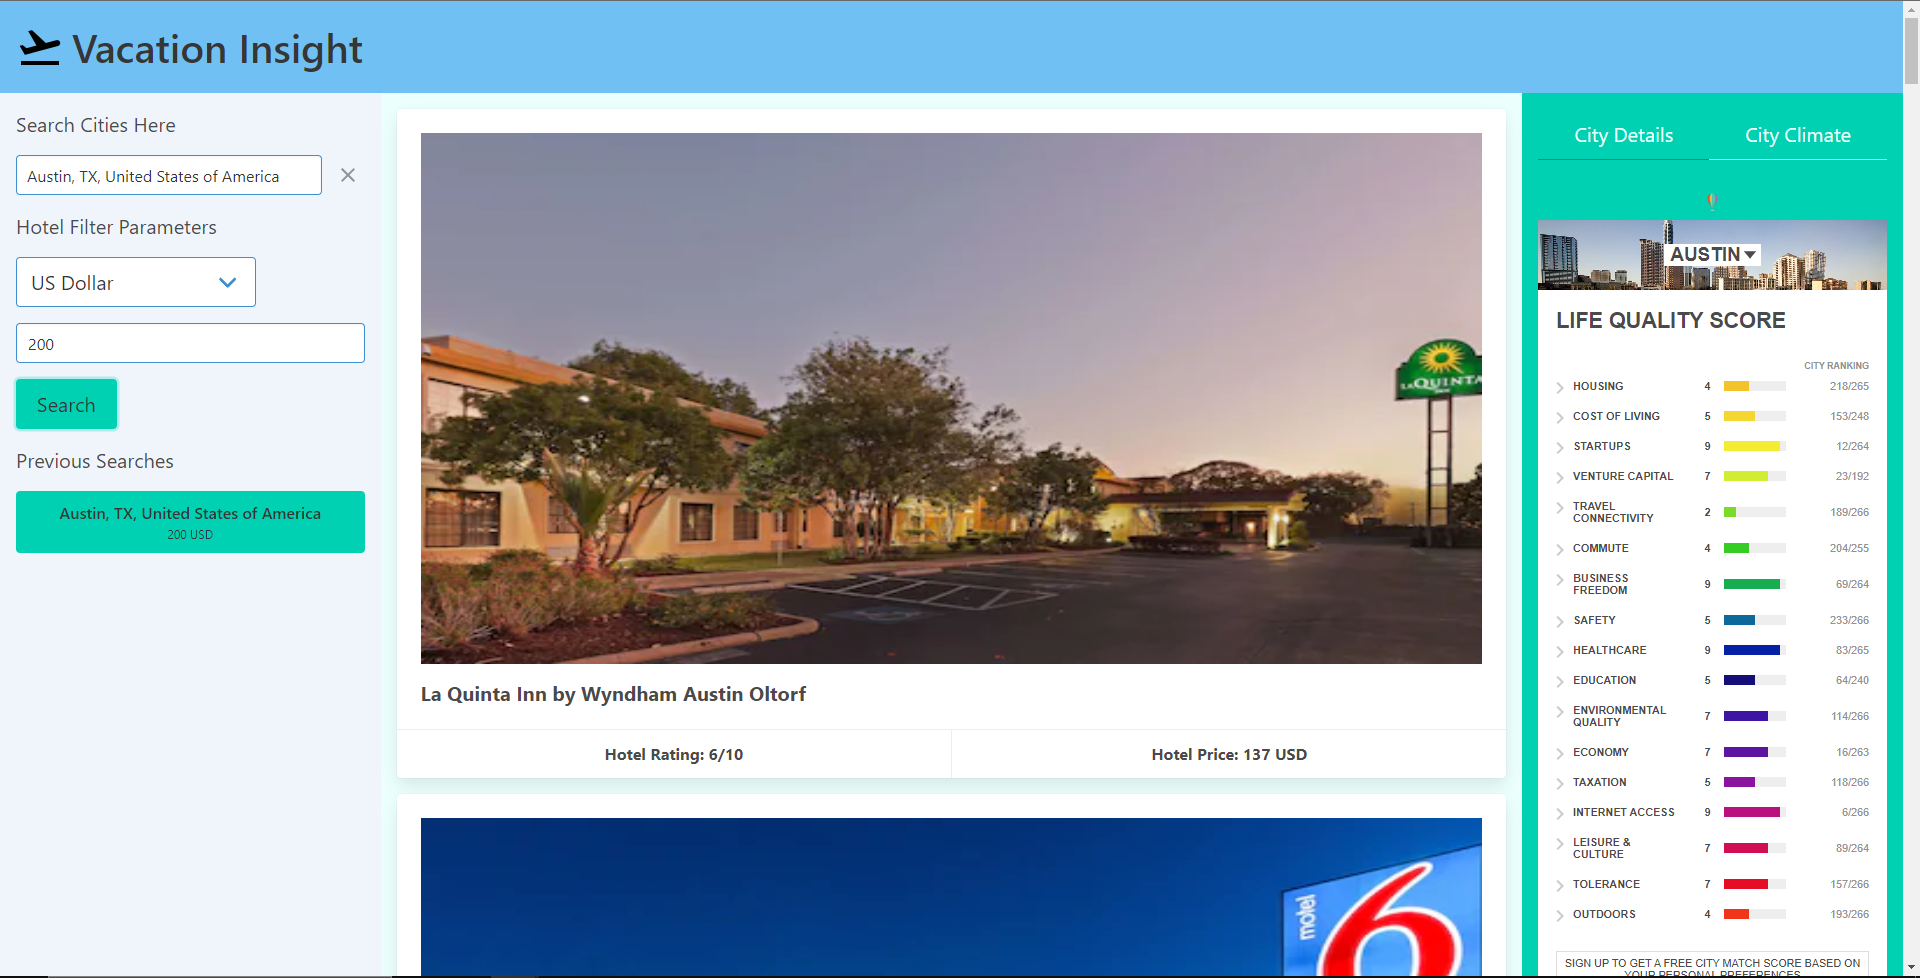 Vacation Insight
Search Cities Here
Austin, TX, United States of America
Hotel Filter Parameters
US Dollar
200
Search
Previous Searches
Austin, TX, United States of America
200 USD
LAQUINTA
INN
La Quinta Inn by Wyndham Austin Oltorf
Hotel Rating: 6/10
Hotel Price: 137 USD
motel
6
City Details
City Climate
AUSTIN
LIFE QUALITY SCORE
CITY RANKING
HOUSING 4 218/265
COST OF LIVING 5 153/248
STARTUPS 9 12/264
VENTURE CAPITAL 7 23/192
TRAVEL
CONNECTIVITY 2 189/266
COMMUTE 4 204/255
BUSINESS
FREEDOM 9 69/264
SAFETY 5 233/266
HEALTHCARE 9 83/265
EDUCATION 5 64/240
ENVIRONMENTAL
QUALITY 7 114/266
ECONOMY 7 16/263
TAXATION 5 118/266
INTERNET ACCESS 9 6/266
LEISURE &
CULTURE 7 89/264
TOLERANCE 7 157/266
OUTDOORS 4 193/266
SIGN UP TO GET A FREE CITY MATCH SCORE BASED ON
YOUR PERSONAL PREFERENCES